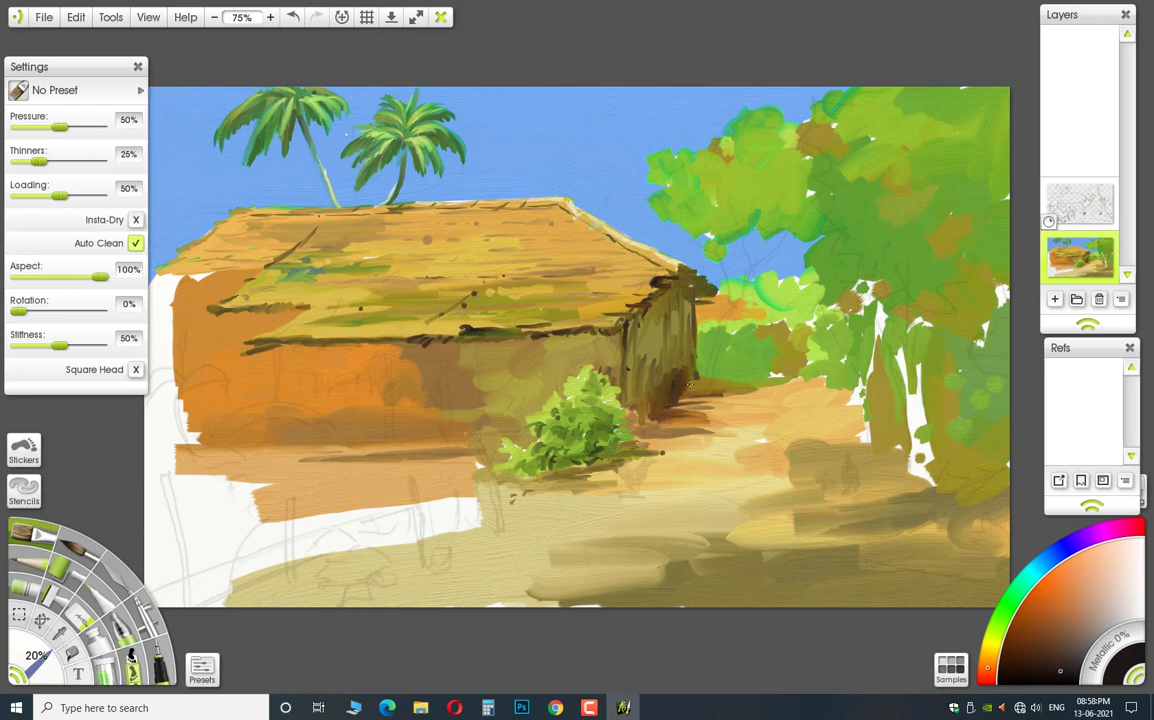 File Edit Tools View Help − 75% +
Settings
No Preset
Pressure: 50%
Thinners: 25%
Loading: 50%
Insta-Dry X
Auto Clean ✓
Aspect: 100%
Rotation: 0%
Stiffness: 50%
Square Head X
Stickers
Stencils
20%
T
Presets
Layers
Refs
Metallic 0%
Samples
Type here to search
Ps
ENG
08:58PM
13-06-2021